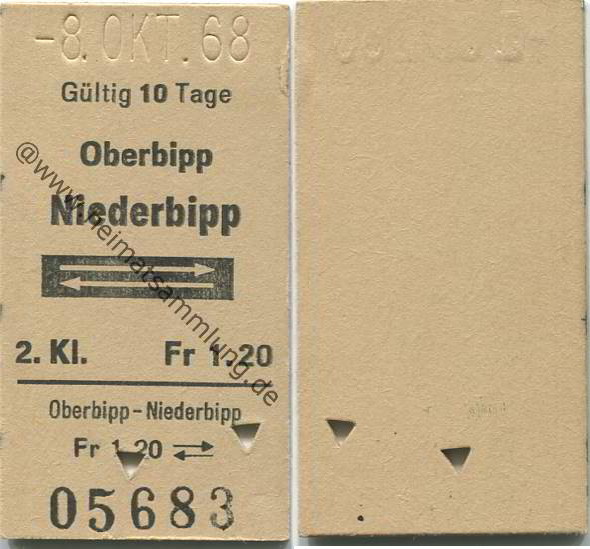 -8.OKT.68
Gültig 10 Tage
Oberbipp
Niederbipp
2. Kl. Fr 1.20
Oberbipp-Niederbipp
Fr 1.20
05683
@www.heimatsammlung.de